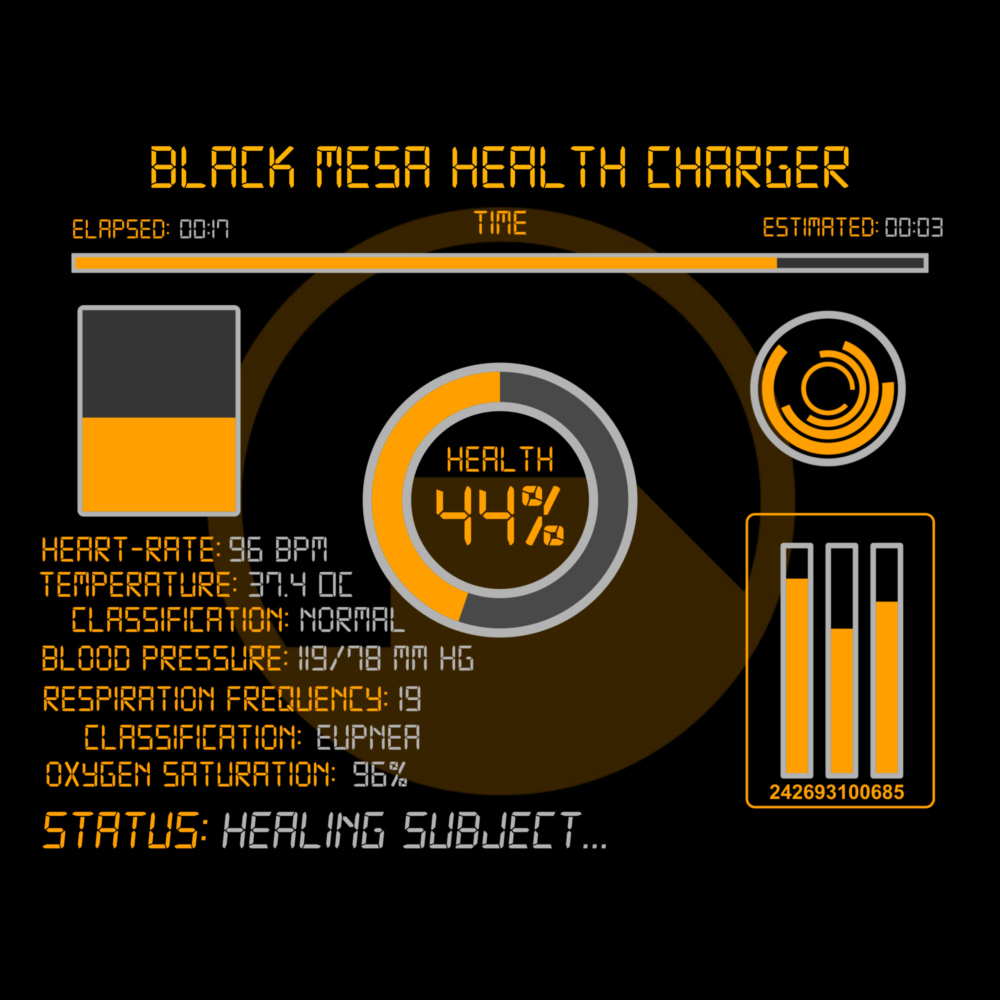 BLACK MESA HEALTH CHARGER
ELAPSED: 00:17 TIME ESTIMATED: 00:03
HEALTH
44%
HEART-RATE: 96 BPM
TEMPERATURE: 37.4 OC
CLASSIFICATION: NORMAL
BLOOD PRESSURE: 119/78 MM HG
RESPIRATION FREQUENCY: 19
CLASSIFICATION: EUPNEA
OXYGEN SATURATION: 96%
242693100685
STATUS: HEALING SUBJECT...